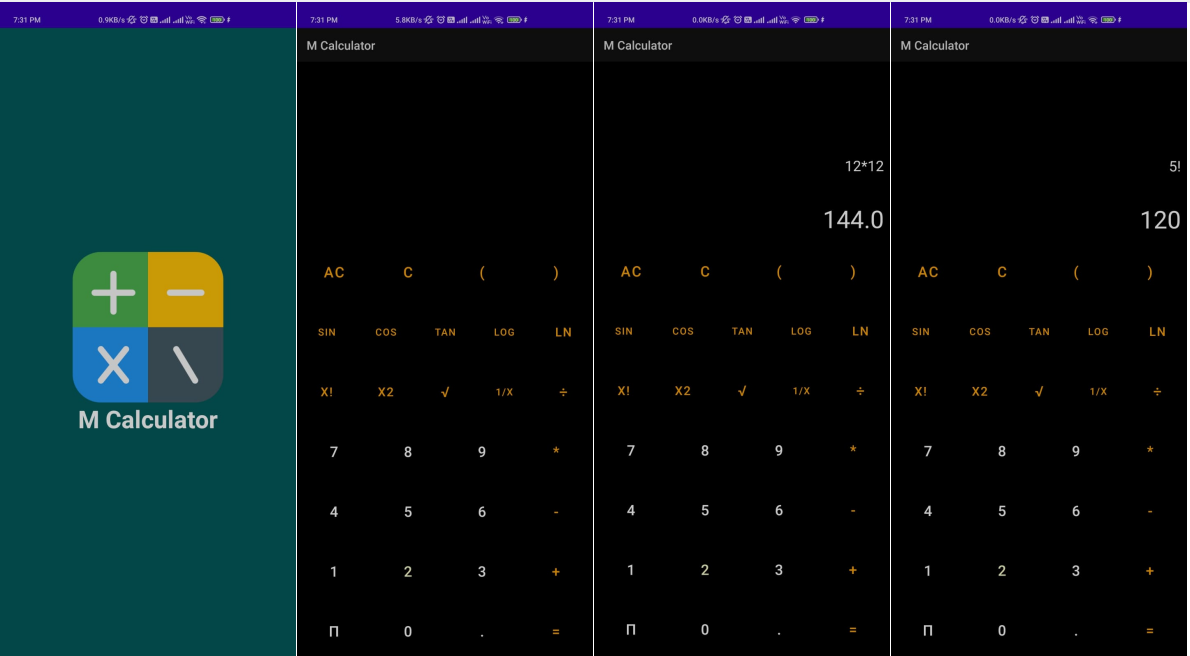 7:31 PM 0.9KB/s
M Calculator
7:31 PM 5.8KB/s
M Calculator
AC C ( )
SIN COS TAN LOG LN
X! X2 √ 1/X ÷
7 8 9 *
4 5 6 -
1 2 3 +
П 0 . =
7:31 PM 0.0KB/s
M Calculator
12*12
144.0
AC C ( )
SIN COS TAN LOG LN
X! X2 √ 1/X ÷
7 8 9 *
4 5 6 -
1 2 3 +
П 0 . =
7:31 PM 0.0KB/s
M Calculator
5!
120
AC C ( )
SIN COS TAN LOG LN
X! X2 √ 1/X ÷
7 8 9 *
4 5 6 -
1 2 3 +
П 0 . =